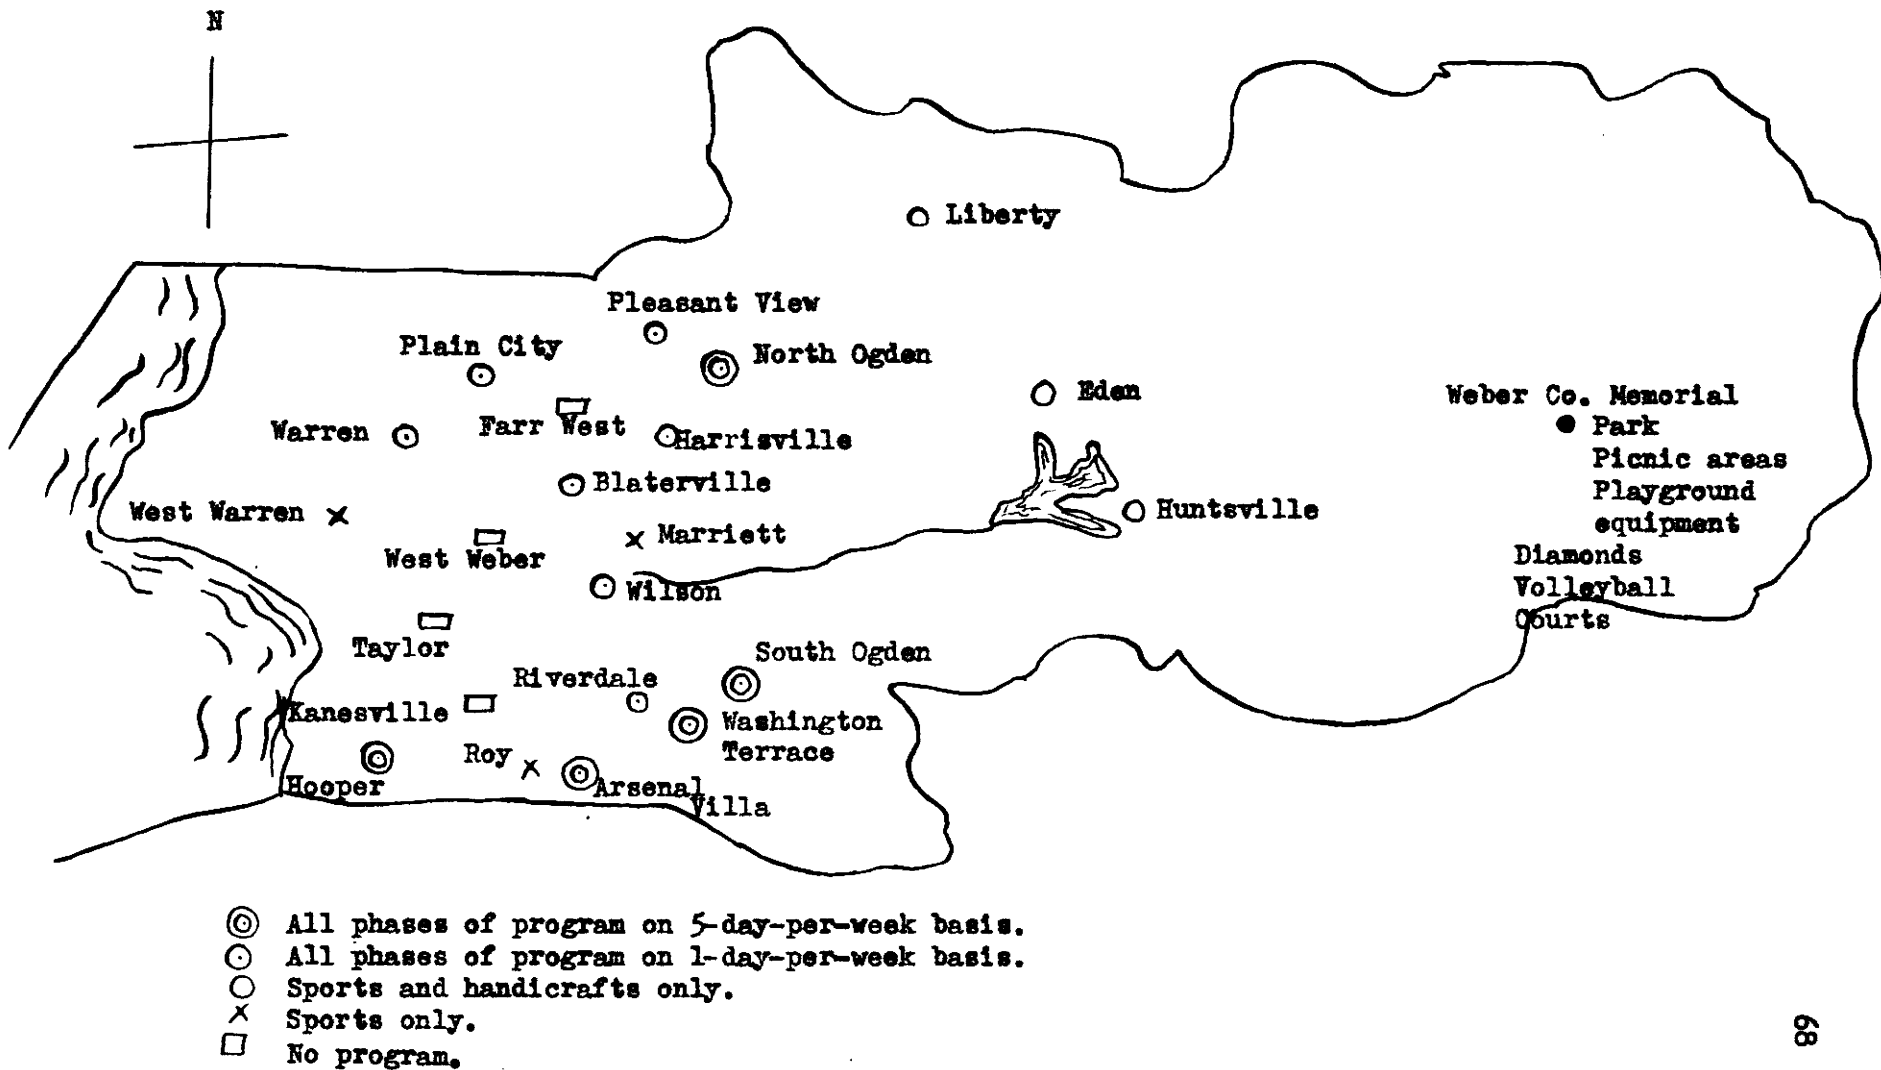 N
Liberty
Pleasant View
Plain City
North Ogden
Eden
Weber Co. Memorial
Park
Picnic areas
Playground
equipment
Diamonds
Volleyball
Courts
Warren
Farr West
Harrisville
Blaterville
West Warren
Huntsville
Marriett
West Weber
Wilson
Taylor
South Ogden
Riverdale
Kanesville
Washington
Terrace
Roy
Hooper
Arsenal
Villa
All phases of program on 5-day-per-week basis.
All phases of program on 1-day-per-week basis.
Sports and handicrafts only.
Sports only.
No program.
68